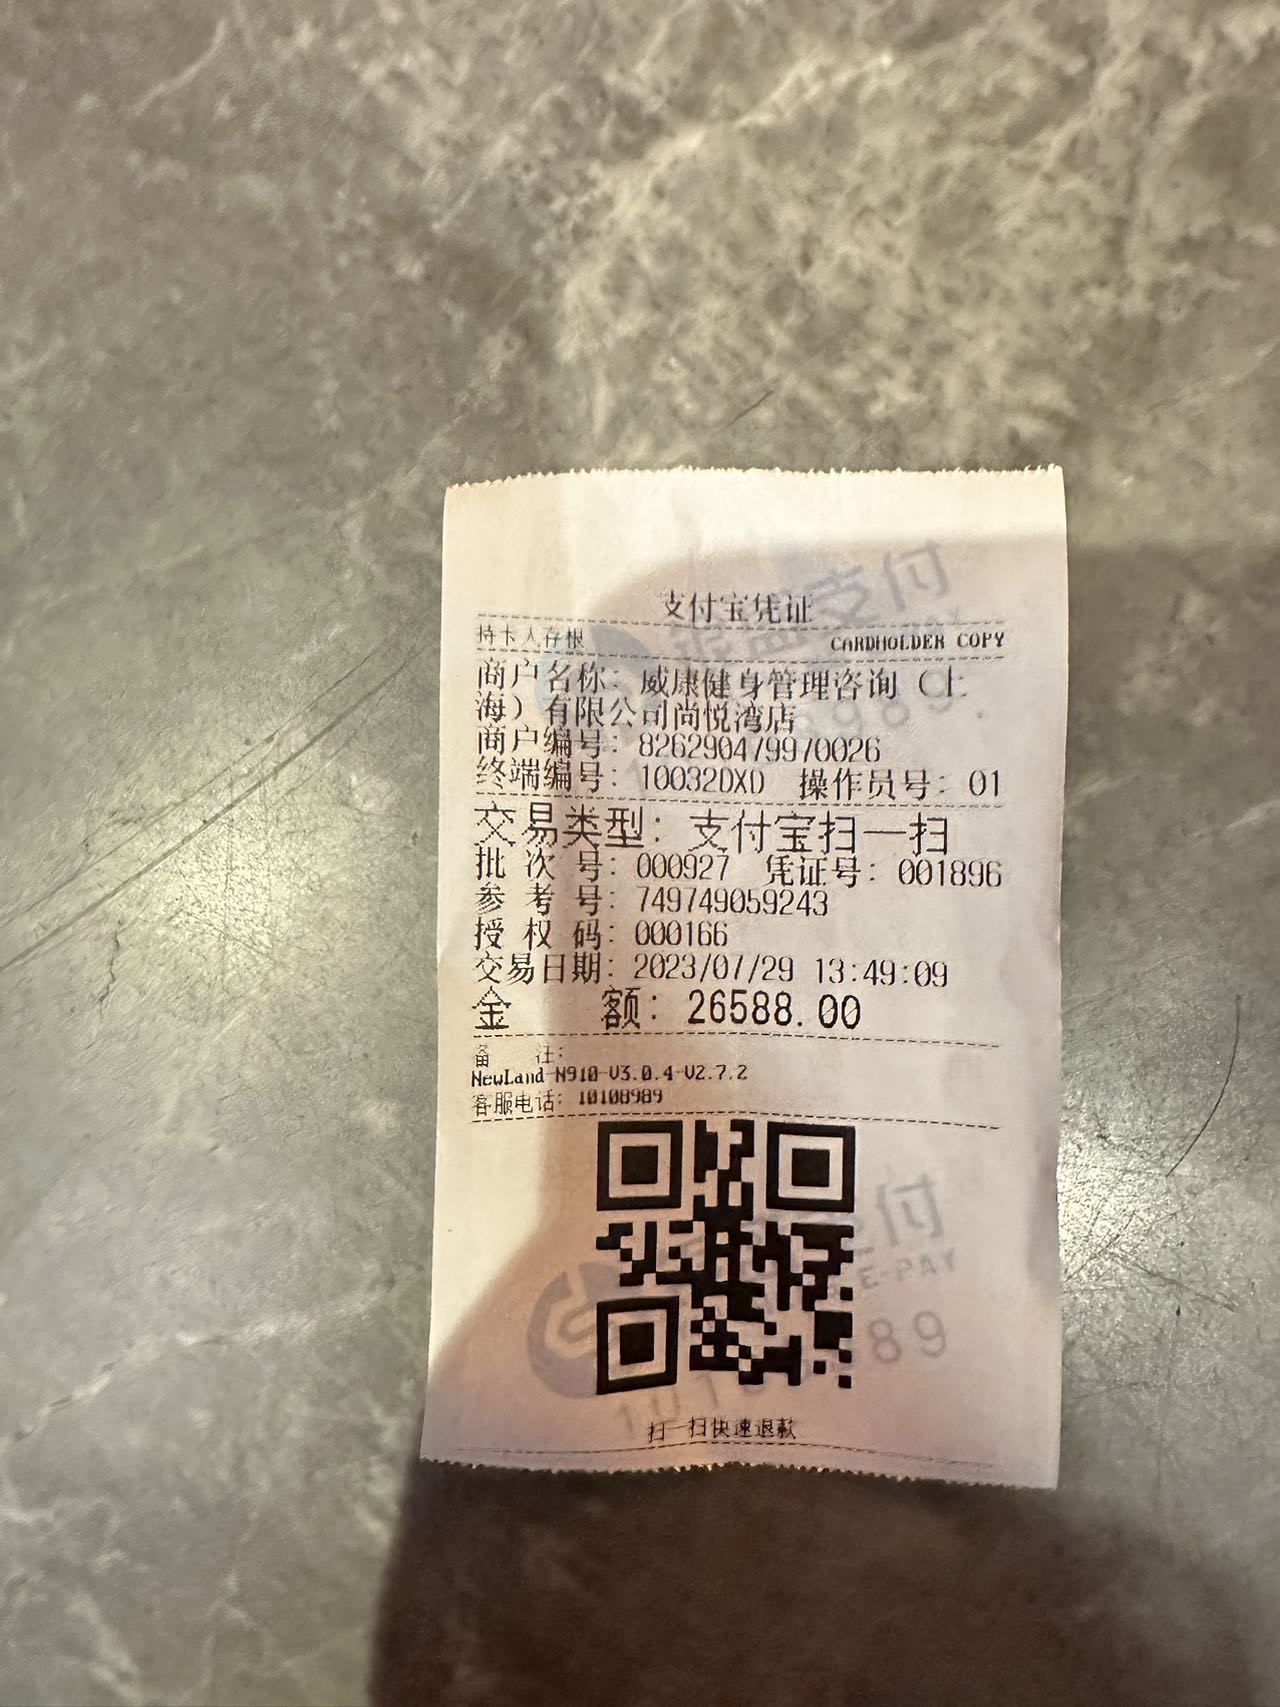 支付宝凭证
持卡人存根 CARDHOLDER COPY
商户名称: 威康健身管理咨询(上
海)有限公司尚悦湾店
商户编号: 826290479970026
终端编号: 10032DXD 操作员号: 01
交易类型: 支付宝扫一扫
批次号: 000927 凭证号: 001896
参考号: 749749059243
授权码: 000166
交易日期: 2023/07/29 13:49:09
金额: 26588.00
备注:
NewLand-N910-V3.0.4-V2.7.2
客服电话: 10108989
扫一扫快速退款